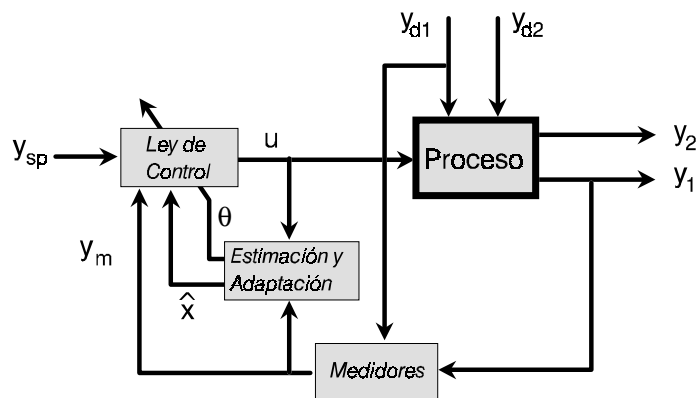 y_d1
y_d2
y_sp
Ley de
Control
u
Proceso
y_2
y_1
θ
y_m
Estimación y
Adaptación
x̂
Medidores